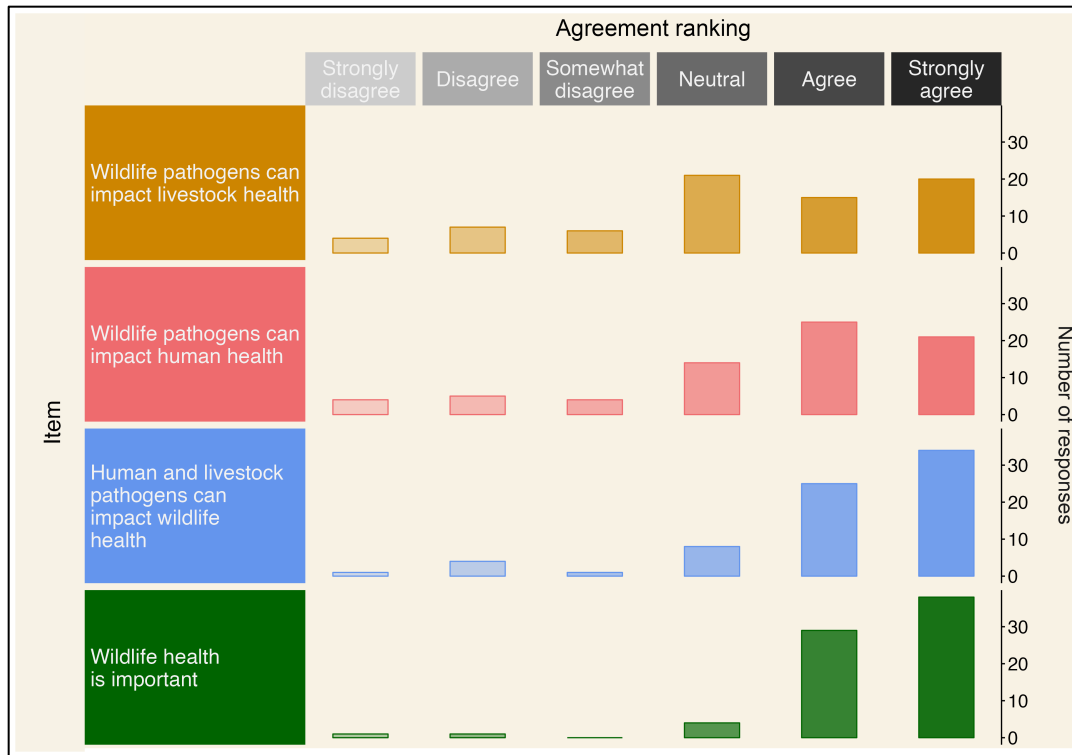 Agreement ranking
Strongly
disagree
Disagree
Somewhat
disagree
Neutral
Agree
Strongly
agree
Wildlife pathogens can
impact livestock health
30
20
10
0
Wildlife pathogens can
impact human health
30
20
10
0
Human and livestock
pathogens can
impact wildlife
health
30
20
10
0
Wildlife health
is important
30
20
10
0
Item
Number of responses